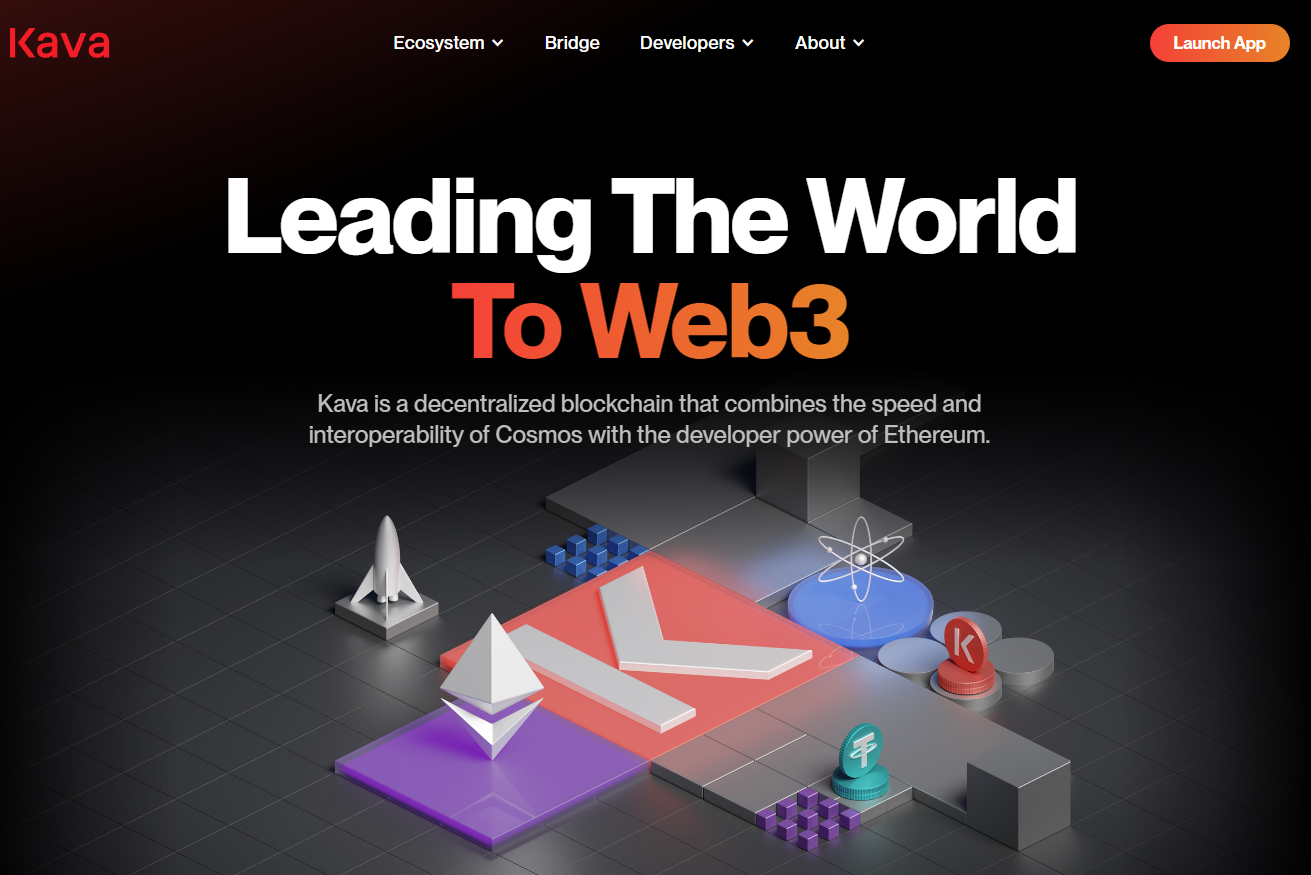 Kava
Ecosystem
Bridge
Developers
About
Launch App
Leading The World
To Web3
Kava is a decentralized blockchain that combines the speed and
interoperability of Cosmos with the developer power of Ethereum.